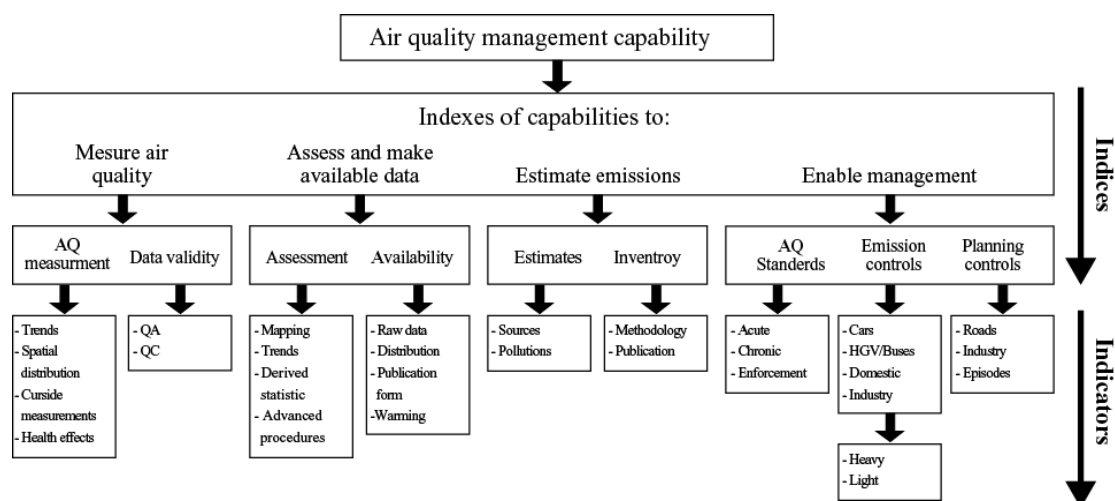 Air quality management capability
Indexes of capabilities to:
Mesure air
quality
Assess and make
available data
Estimate emissions
Enable management
Indices
AQ
measurment
Data validity
Assessment
Availability
Estimates
Inventroy
AQ
Standerds
Emission
controls
Planning
controls
- Trends
- Spatial
distribution
- Curside
measurements
- Health effects
- QA
- QC
- Mapping
- Trends
- Derived
statistic
- Advanced
procedures
- Raw data
- Distribution
- Publication
form
- Warming
- Sources
- Pollutions
- Methodology
- Publication
- Acute
- Chronic
- Enforcement
- Cars
- HGV/Buses
- Domestic
- Industry
- Roads
- Industry
- Episodes
- Heavy
- Light
Indicators